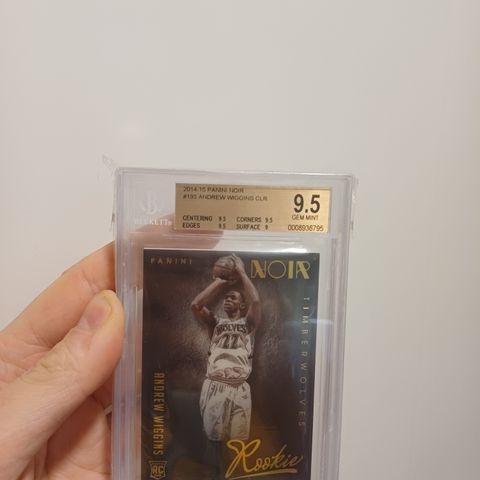 2014-15 PANINI NOIR
#193 ANDREW WIGGINS CLR
CENTERING 9.5 CORNERS 9.5
EDGES 9.5 SURFACE 9
9.5
GEM MINT
0008936795
BECKETT
PANINI
NOIR
TIMBERWOLVES
WOLVES
22
ANDREW WIGGINS
RC
Rookie